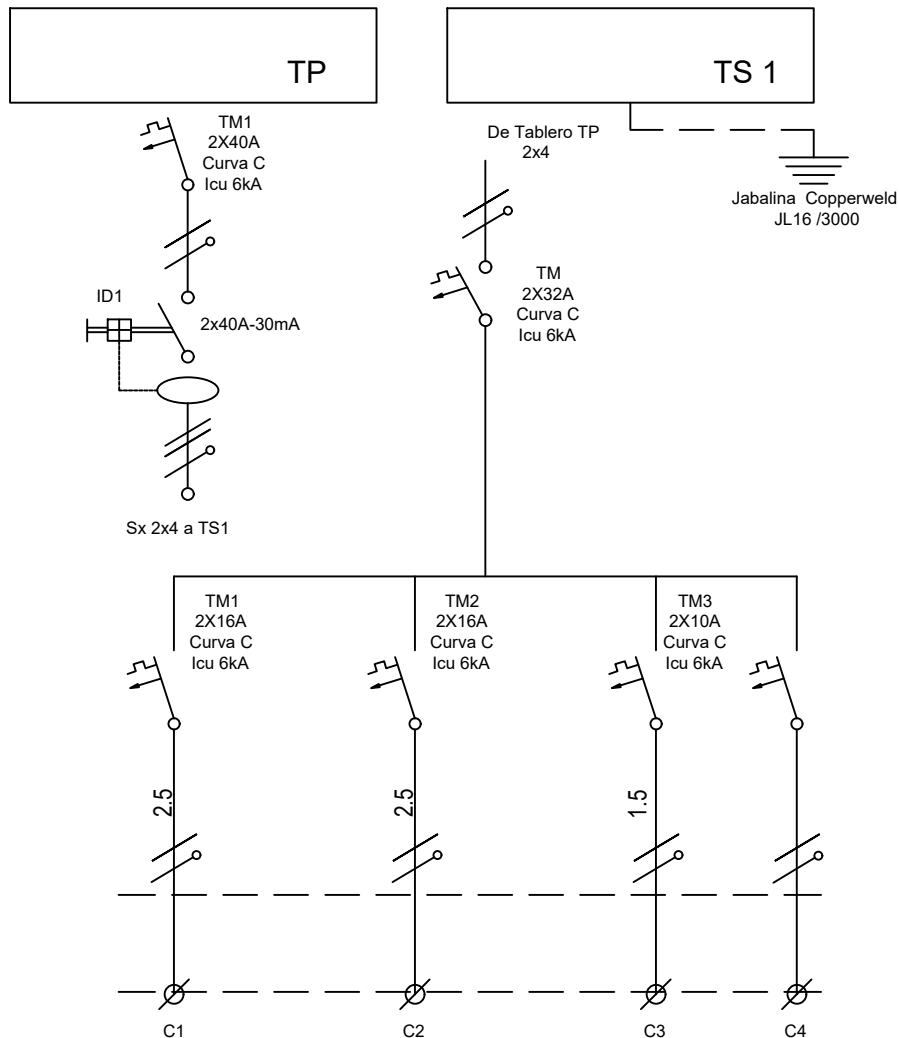 TP
TS 1
TM1
2X40A
Curva C
Icu 6kA
ID1
2x40A-30mA
Sx 2x4 a TS1
De Tablero TP
2x4
Jabalina Copperweld
JL16 /3000
TM
2X32A
Curva C
Icu 6kA
TM1
2X16A
Curva C
Icu 6kA
TM2
2X16A
Curva C
Icu 6kA
TM3
2X10A
Curva C
Icu 6kA
2.5
2.5
1.5
C1
C2
C3
C4